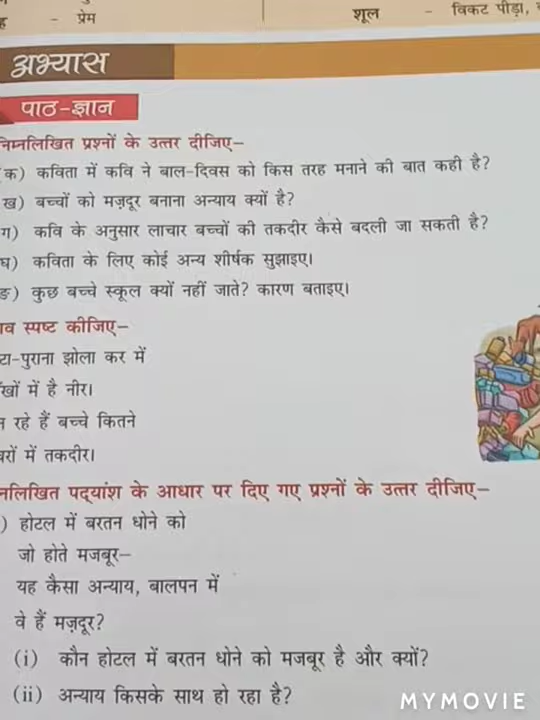 - प्रेम
शूल - विकट पीड़ा,
अभ्यास
पाठ-ज्ञान
निम्नलिखित प्रश्नों के उत्तर दीजिए-
क) कविता में कवि ने बाल-दिवस को किस तरह मनाने की बात कही है?
ख) बच्चों को मज़दूर बनाना अन्याय क्यों है?
ग) कवि के अनुसार लाचार बच्चों की तकदीर कैसे बदली जा सकती है?
घ) कविता के लिए कोई अन्य शीर्षक सुझाइए।
ङ) कुछ बच्चे स्कूल क्यों नहीं जाते? कारण बताइए।
स्पष्ट कीजिए-
टा-पुराना झोला कर में
खों में है नीर।
रहे हैं बच्चे कितने
रों में तकदीर।
नलिखित पद्यांश के आधार पर दिए गए प्रश्नों के उत्तर दीजिए-
) होटल में बरतन धोने को
जो होते मजबूर-
यह कैसा अन्याय, बालपन में
वे हैं मज़दूर?
(i) कौन होटल में बरतन धोने को मजबूर है और क्यों?
(ii) अन्याय किसके साथ हो रहा है?
MYMOVIE